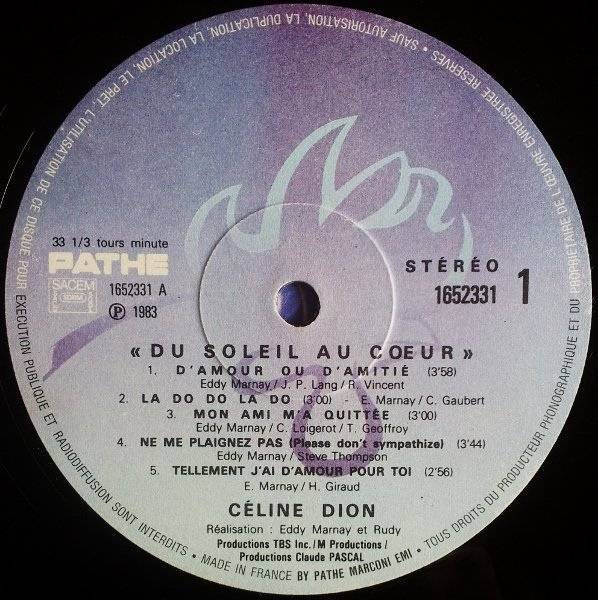 33 1/3 tours minute
PATHE
SACEM
1652331 A
Ⓟ 1983
STÉRÉO
1652331 1
« DU SOLEIL AU COEUR »
1. D'AMOUR OU D'AMITIÉ (3'58)
Eddy Marnay / J. P. Lang / R. Vincent
2. LA DO DO LA DO (3'00) - E. Marnay / C. Gaubert
3. MON AMI M'A QUITTÉE (3'00)
Eddy Marnay / C. Loigerot / T. Geoffroy
4. NE ME PLAIGNEZ PAS (Please don't sympathize) (3'44)
Eddy Marnay / Steve Thompson
5. TELLEMENT J'AI D'AMOUR POUR TOI (2'56)
E. Marnay / H. Giraud
CÉLINE DION
Réalisation : Eddy Marnay et Rudy
Productions TBS Inc. / M Productions /
Productions Claude PASCAL
• MADE IN FRANCE BY PATHE MARCONI EMI • TOUS DROITS DU PRODUCTEUR PHONOGRAPHIQUE ET DU PROPRIÉTAIRE DE L'ŒUVRE ENREGISTREE RESERVES • SAUF AUTORISATION, LA DUPLICATION, LA LOCATION, LE PRET, L'UTILISATION DE CE DISQUE POUR EXECUTION PUBLIQUE ET RADIODIFFUSION SONT INTERDITS